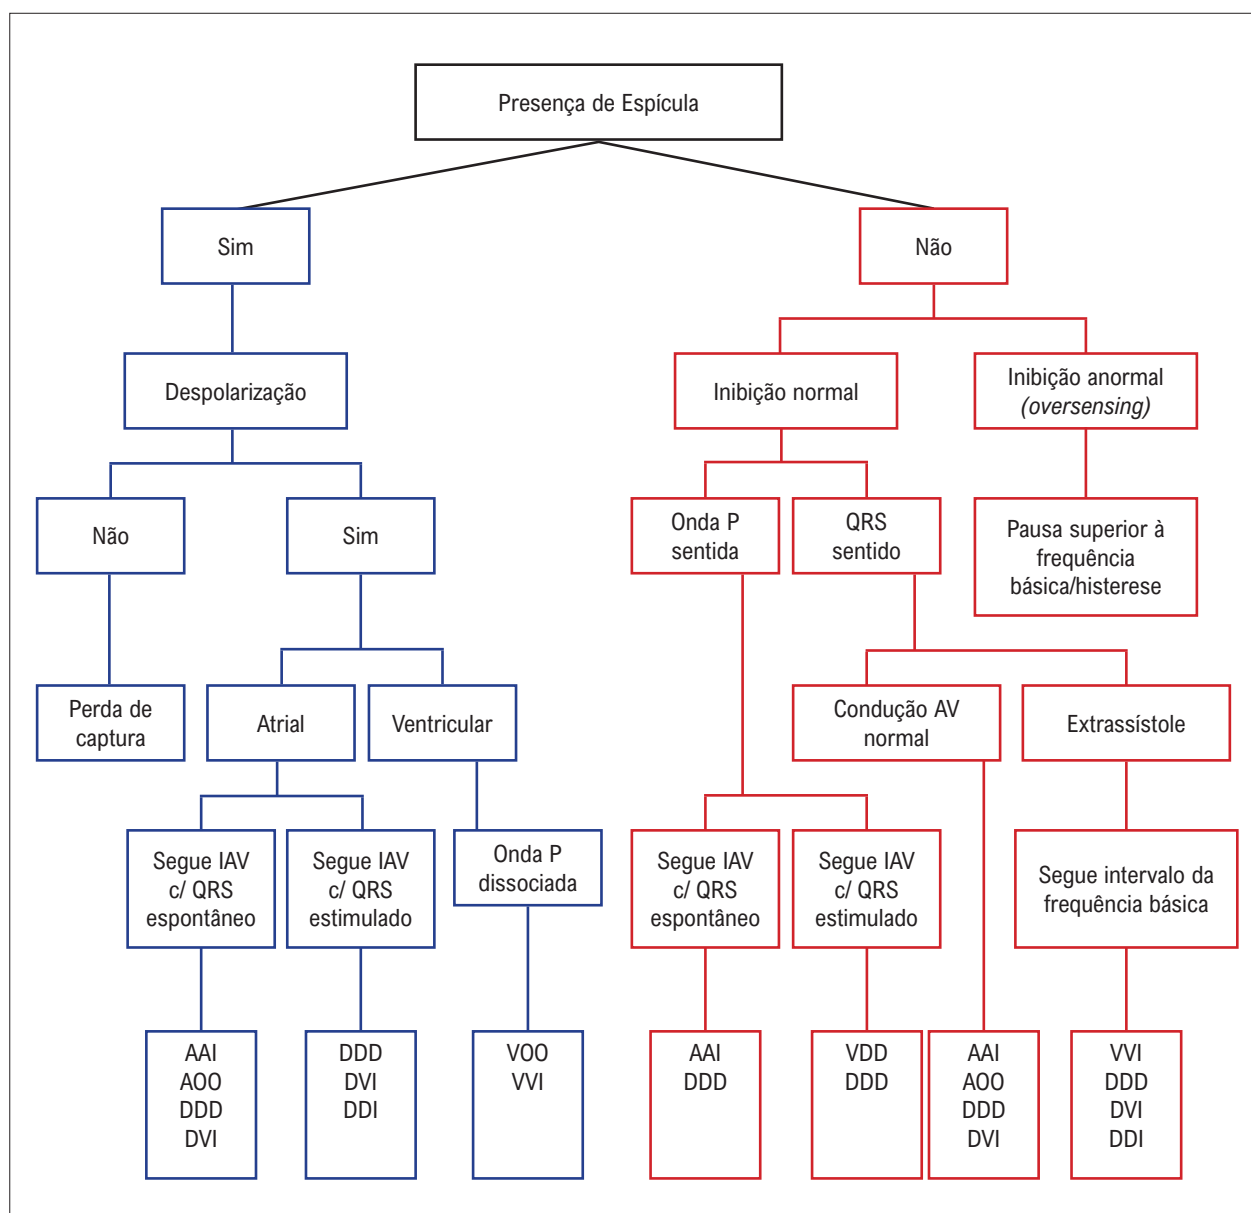 Presença de Espícula
Sim
Não
Despolarização
Inibição normal
Inibição anormal
(oversensing)
Não
Sim
Onda P
sentida
QRS
sentido
Pausa superior à
frequência
básica/histerese
Perda de
captura
Atrial
Ventricular
Condução AV
normal
Extrassístole
Segue IAV
c/ QRS
espontâneo
Segue IAV
c/ QRS
estimulado
Onda P
dissociada
Segue IAV
c/ QRS
espontâneo
Segue IAV
c/ QRS
estimulado
Segue intervalo da
frequência básica
AAI
AOO
DDD
DVI
DDD
DVI
DDI
VOO
VVI
AAI
DDD
VDD
DDD
AAI
AOO
DDD
DVI
VVI
DDD
DVI
DDI